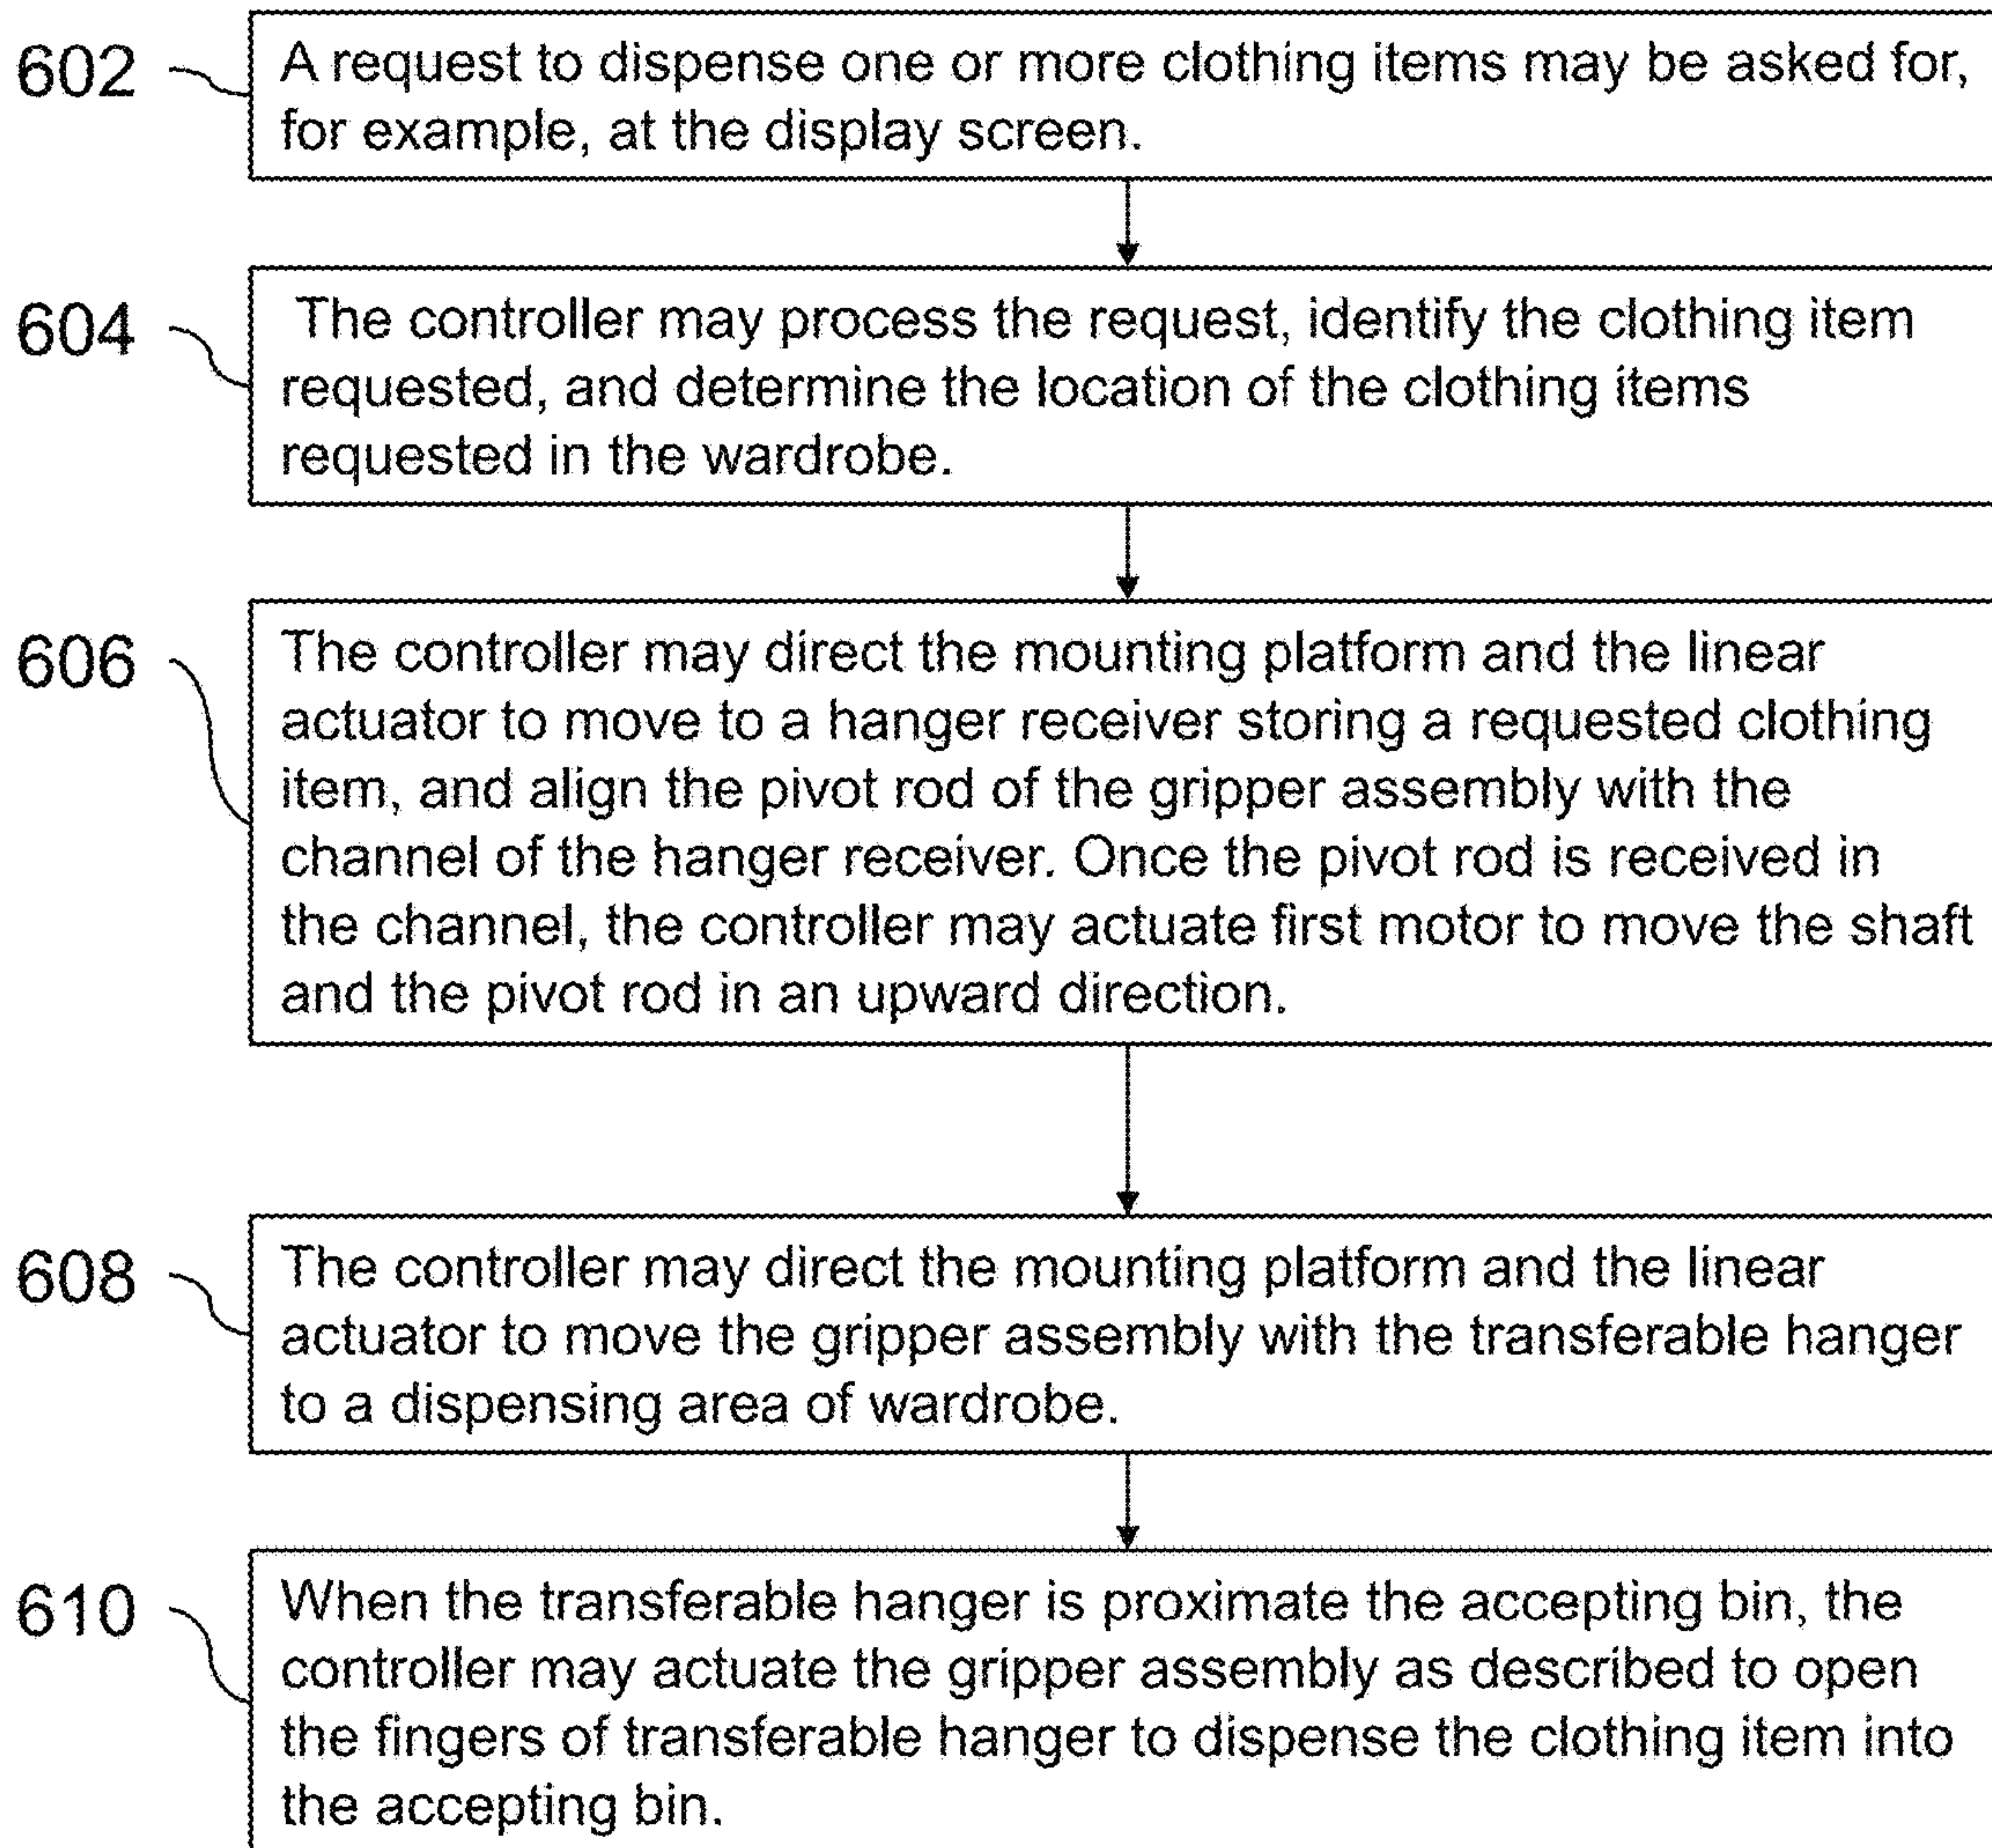 602
A request to dispense one or more clothing items may be asked for,
for example, at the display screen.
604
The controller may process the request, identify the clothing item
requested, and determine the location of the clothing items
requested in the wardrobe.
606
The controller may direct the mounting platform and the linear
actuator to move to a hanger receiver storing a requested clothing
item, and align the pivot rod of the gripper assembly with the
channel of the hanger receiver. Once the pivot rod is received in
the channel, the controller may actuate first motor to move the shaft
and the pivot rod in an upward direction.
608
The controller may direct the mounting platform and the linear
actuator to move the gripper assembly with the transferable hanger
to a dispensing area of wardrobe.
610
When the transferable hanger is proximate the accepting bin, the
controller may actuate the gripper assembly as described to open
the fingers of transferable hanger to dispense the clothing item into
the accepting bin.